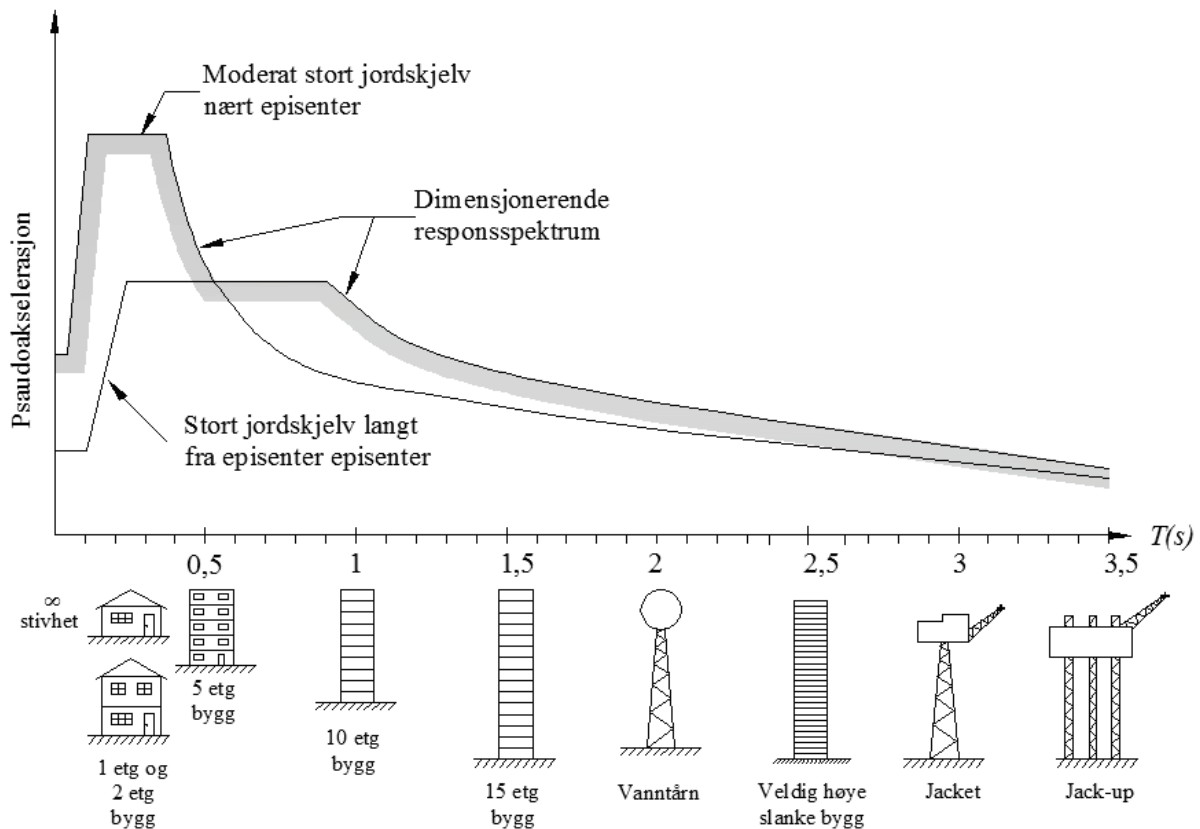 Moderat stort jordskjelv
nært episenter
Dimensjonerende
responsspektrum
Psaudoakselerasjon
Stort jordskjelv langt
fra episenter episenter
0,5
1
1,5
2
2,5
3
3,5
T(s)
∞
stivhet
5 etg
bygg
1 etg og
2 etg
bygg
10 etg
bygg
15 etg
bygg
Vanntårn
Veldig høye
slanke bygg
Jacket
Jack-up